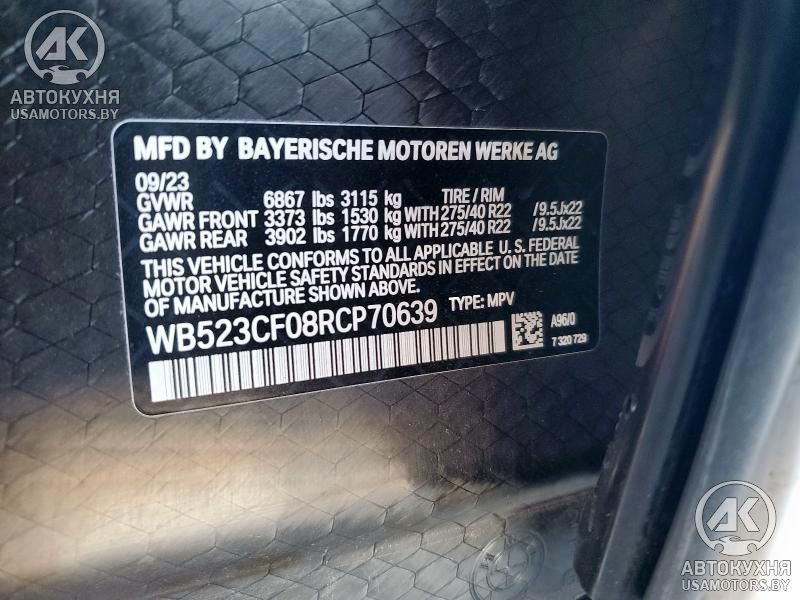 AK
АВТОКУХНЯ
USAMOTORS.BY
MFD BY BAYERISCHE MOTOREN WERKE AG
09/23
GVWR 6867 lbs 3115 kg TIRE / RIM
GAWR FRONT 3373 lbs 1530 kg WITH 275/40 R22 /9.5Jx22
GAWR REAR 3902 lbs 1770 kg WITH 275/40 R22 /9.5Jx22
THIS VEHICLE CONFORMS TO ALL APPLICABLE U. S. FEDERAL
MOTOR VEHICLE SAFETY STANDARDS IN EFFECT ON THE DATE
OF MANUFACTURE SHOWN ABOVE.
WB523CF08RCP70639 TYPE: MPV
A96/0
7 320 729
AK
АВТОКУХНЯ
USAMOTORS.BY